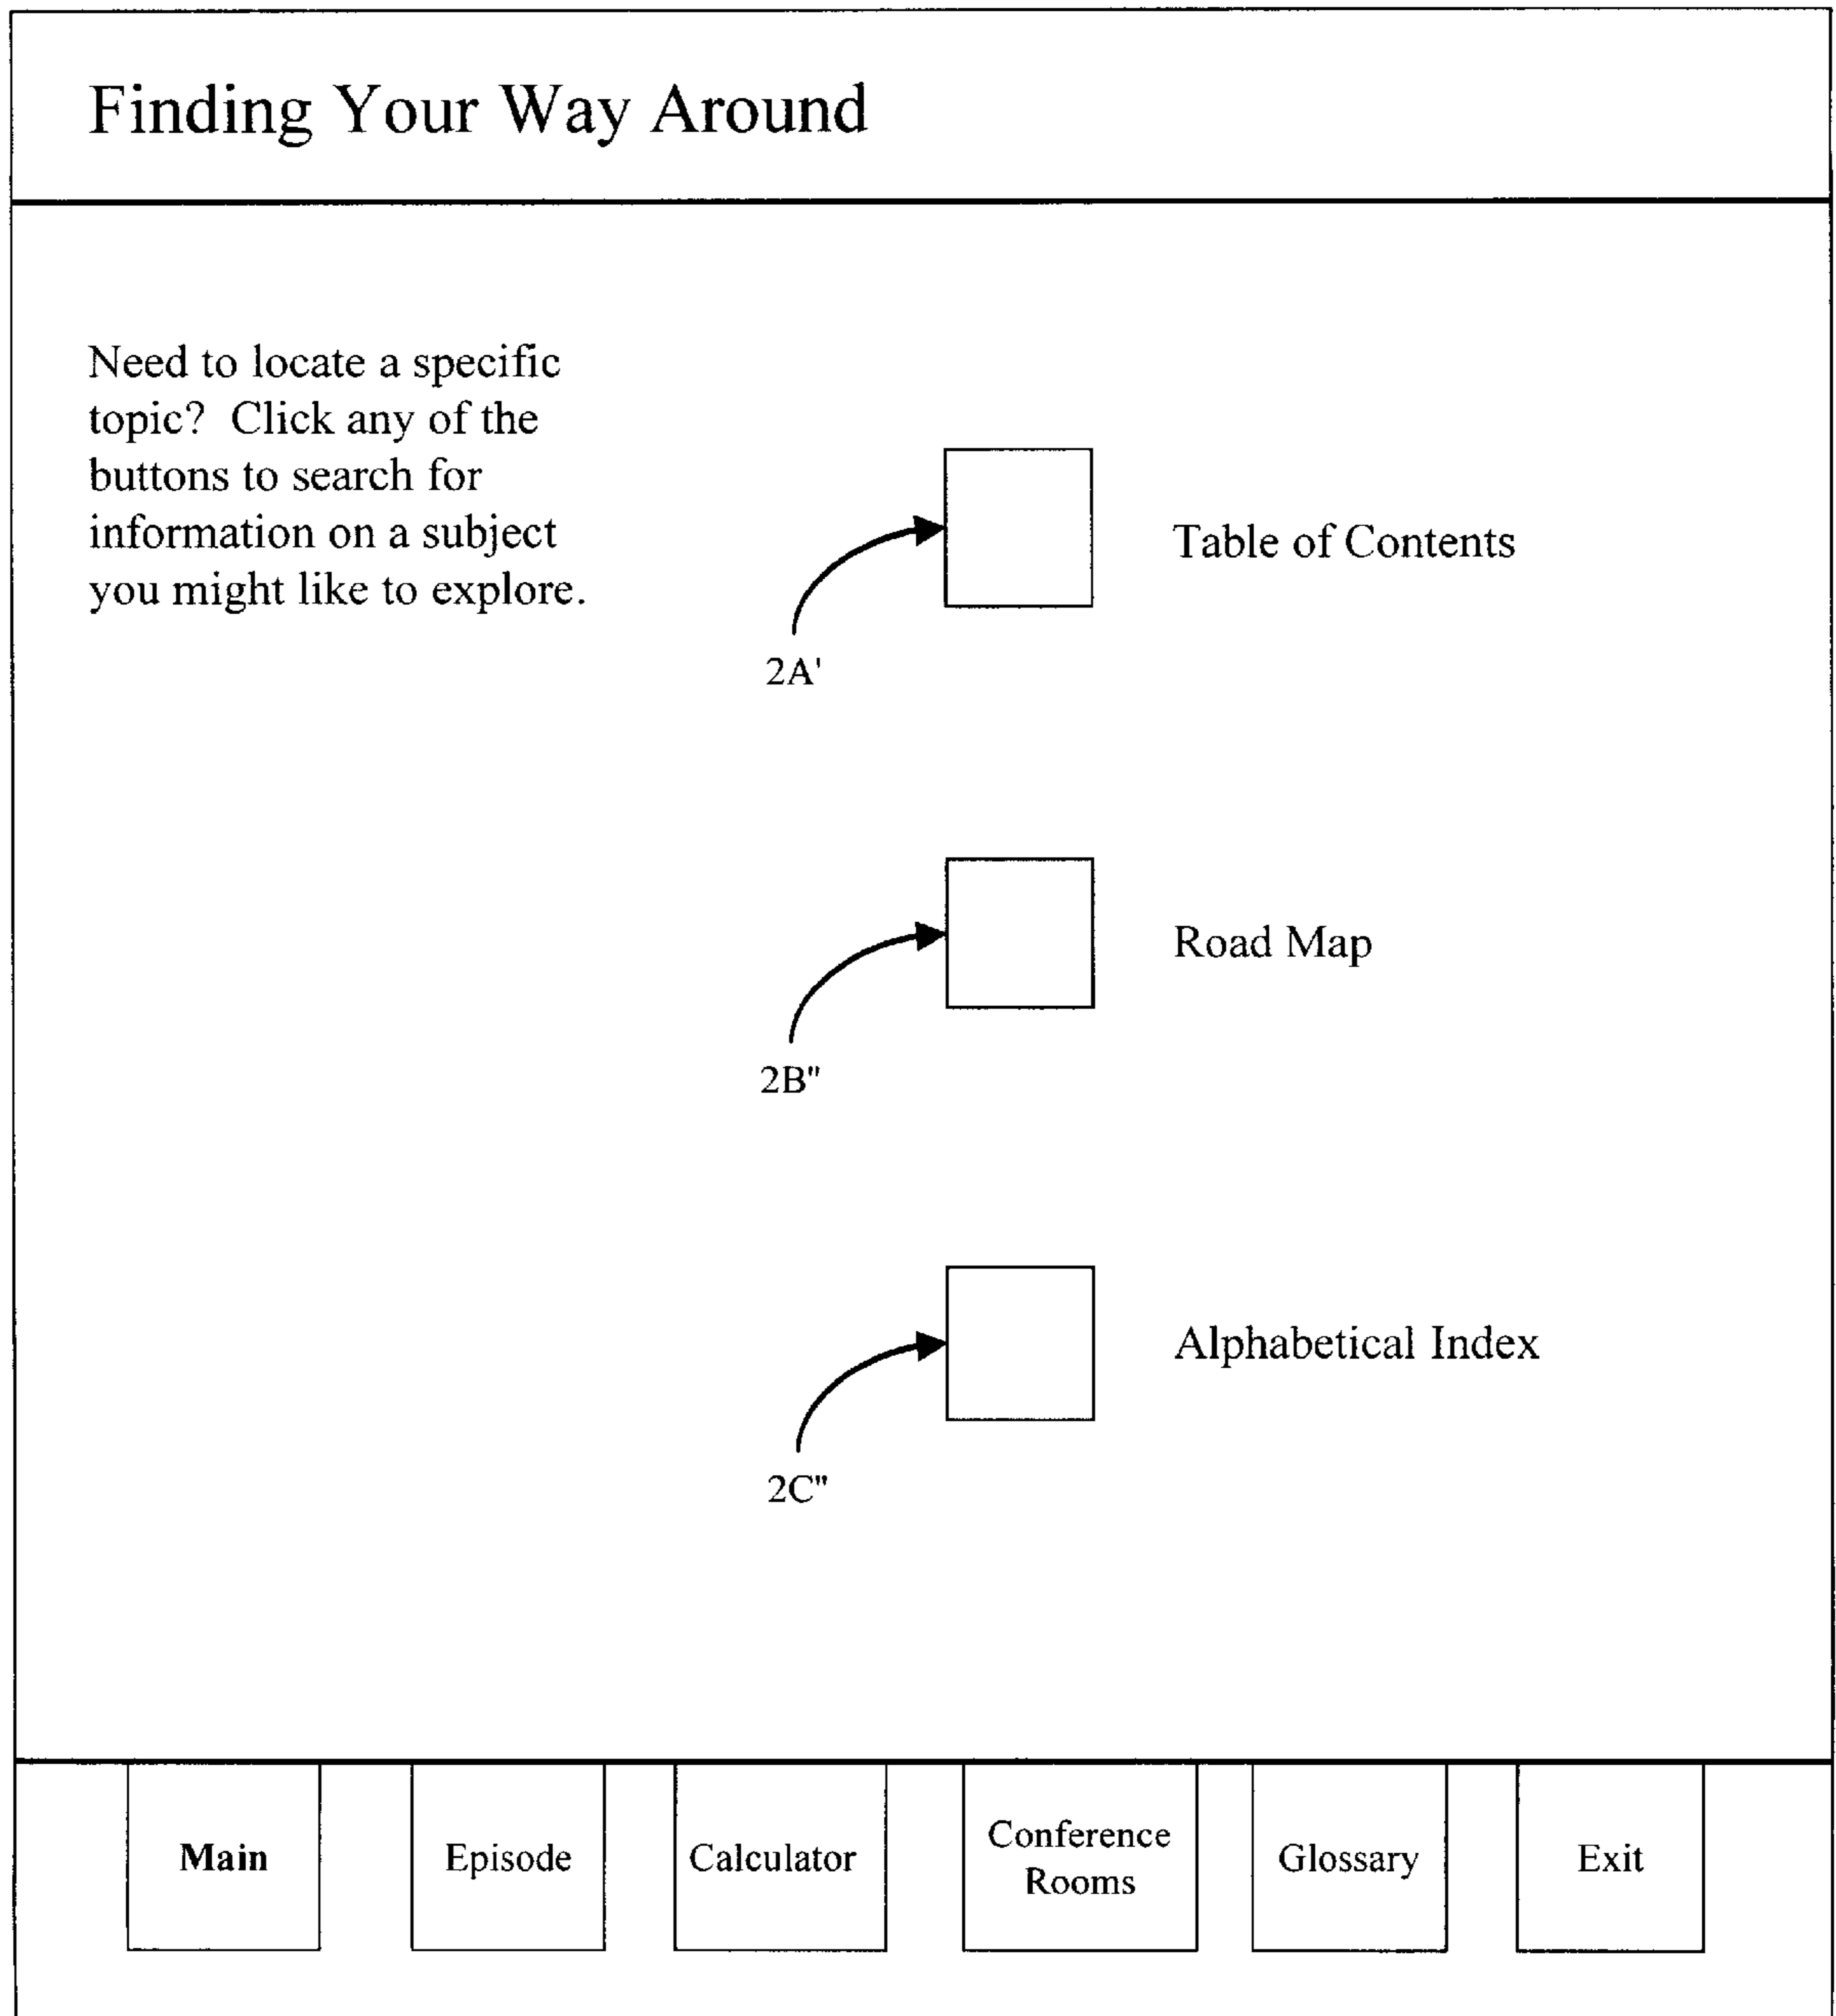 Finding Your Way Around
Need to locate a specific
topic?  Click any of the
buttons to search for
information on a subject
you might like to explore.
Table of Contents
2A'
Road Map
2B"
Alphabetical Index
2C"
Main
Episode
Calculator
Conference
Rooms
Glossary
Exit